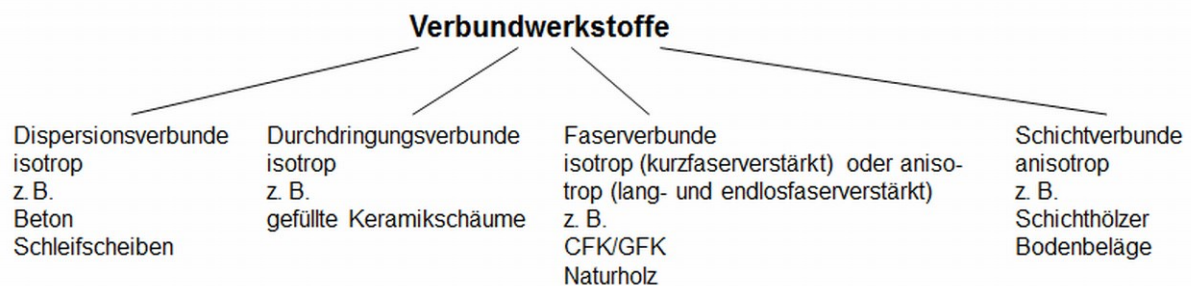 Verbundwerkstoffe
Dispersionsverbunde
isotrop
z. B.
Beton
Schleifscheiben
Durchdringungsverbunde
isotrop
z. B.
gefüllte Keramikschäume
Faserverbunde
isotrop (kurzfaserverstärkt) oder aniso-
trop (lang- und endlosfaserverstärkt)
z. B.
CFK/GFK
Naturholz
Schichtverbunde
anisotrop
z. B.
Schichthölzer
Bodenbeläge